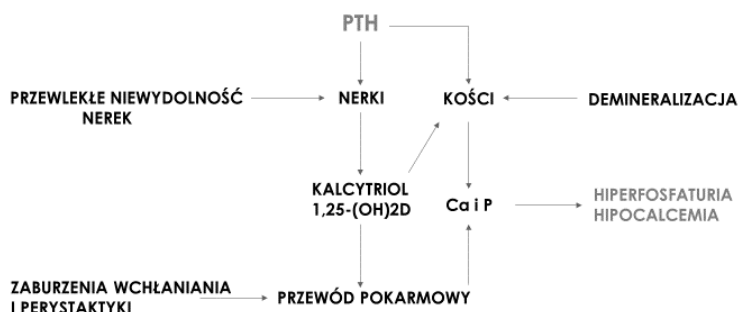 PTH
PRZEWLEKŁE NIEWYDOLNOŚĆ
NEREK
NERKI
KOŚCI
DEMINERALIZACJA
KALCYTRIOL
1,25-(OH)2D
Ca i P
HIPERFOSFATURIA
HIPOCALCEMIA
ZABURZENIA WCHŁANIANIA
I PERYSTAKTYKI
PRZEWÓD POKARMOWY